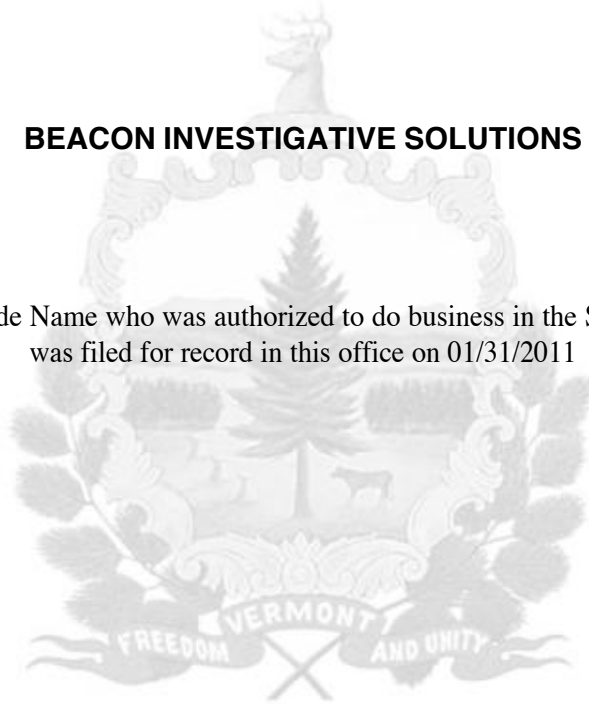 BEACON INVESTIGATIVE SOLUTIONS
de Name who was authorized to do business in the S
was filed for record in this office on 01/31/2011
VERMONT
FREEDOM AND UNITY